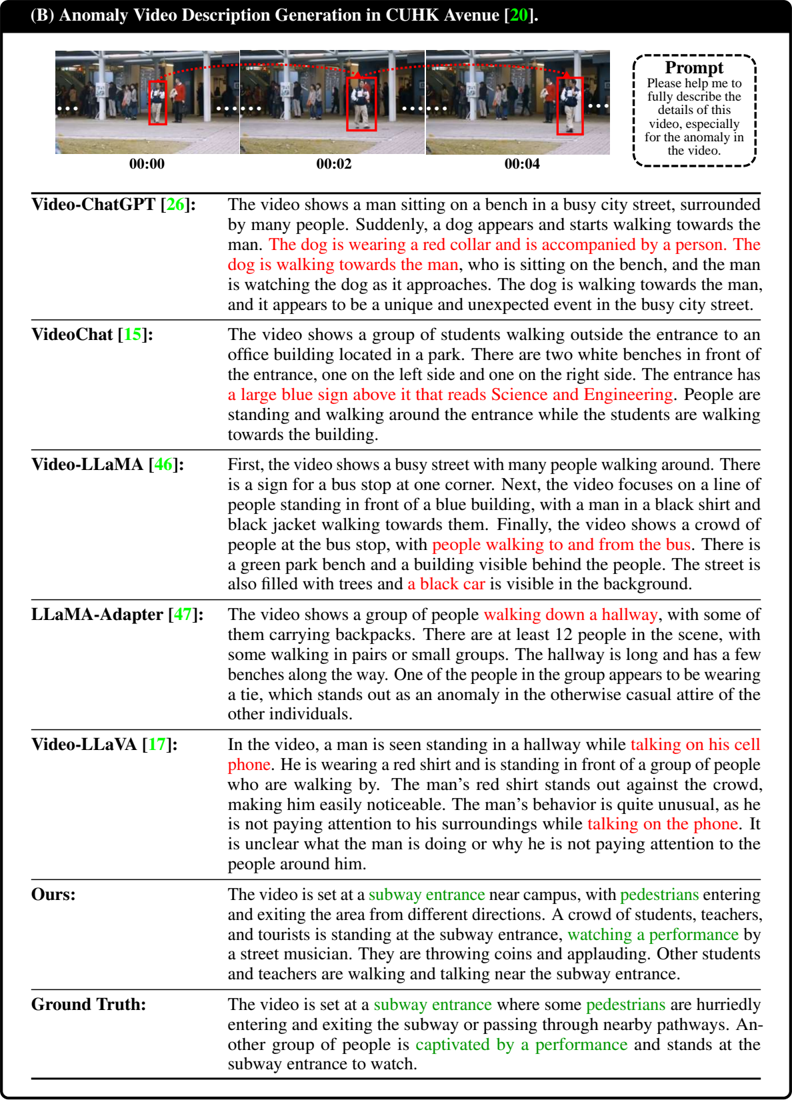 (B) Anomaly Video Description Generation in CUHK Avenue [20].
00:00
00:02
00:04
Prompt
Please help me to
fully describe the
details of this
video, especially
for the anomaly in
the video.
Video-ChatGPT [26]:
The video shows a man sitting on a bench in a busy city street, surrounded
by many people. Suddenly, a dog appears and starts walking towards the
man. The dog is wearing a red collar and is accompanied by a person. The
dog is walking towards the man, who is sitting on the bench, and the man
is watching the dog as it approaches. The dog is walking towards the man,
and it appears to be a unique and unexpected event in the busy city street.
VideoChat [15]:
The video shows a group of students walking outside the entrance to an
office building located in a park. There are two white benches in front of
the entrance, one on the left side and one on the right side. The entrance has
a large blue sign above it that reads Science and Engineering. People are
standing and walking around the entrance while the students are walking
towards the building.
Video-LLaMA [46]:
First, the video shows a busy street with many people walking around. There
is a sign for a bus stop at one corner. Next, the video focuses on a line of
people standing in front of a blue building, with a man in a black shirt and
black jacket walking towards them. Finally, the video shows a crowd of
people at the bus stop, with people walking to and from the bus. There is
a green park bench and a building visible behind the people. The street is
also filled with trees and a black car is visible in the background.
LLaMA-Adapter [47]:
The video shows a group of people walking down a hallway, with some of
them carrying backpacks. There are at least 12 people in the scene, with
some walking in pairs or small groups. The hallway is long and has a few
benches along the way. One of the people in the group appears to be wearing
a tie, which stands out as an anomaly in the otherwise casual attire of the
other individuals.
Video-LLaVA [17]:
In the video, a man is seen standing in a hallway while talking on his cell
phone. He is wearing a red shirt and is standing in front of a group of people
who are walking by. The man's red shirt stands out against the crowd,
making him easily noticeable. The man's behavior is quite unusual, as he
is not paying attention to his surroundings while talking on the phone. It
is unclear what the man is doing or why he is not paying attention to the
people around him.
Ours:
The video is set at a subway entrance near campus, with pedestrians entering
and exiting the area from different directions. A crowd of students, teachers,
and tourists is standing at the subway entrance, watching a performance by
a street musician. They are throwing coins and applauding. Other students
and teachers are walking and talking near the subway entrance.
Ground Truth:
The video is set at a subway entrance where some pedestrians are hurriedly
entering and exiting the subway or passing through nearby pathways. An-
other group of people is captivated by a performance and stands at the
subway entrance to watch.